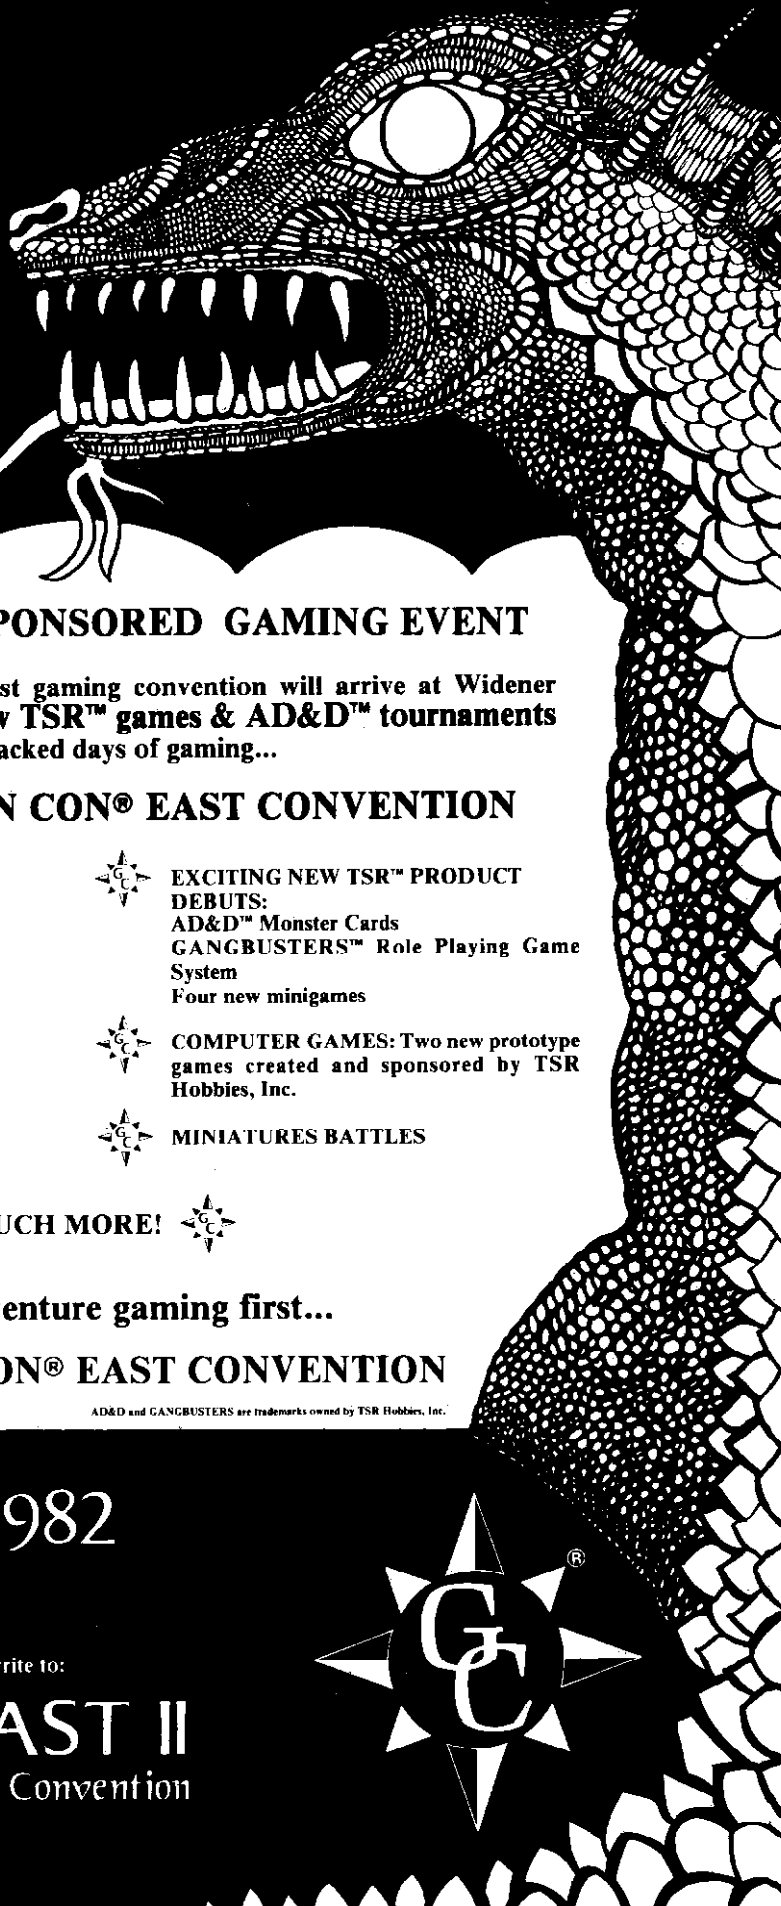 PONSORED GAMING EVENT
st gaming convention will arrive at Widener
w TSR™ games & AD&D™ tournaments
acked days of gaming...
N CON® EAST CONVENTION
GC
EXCITING NEW TSR™ PRODUCT
DEBUTS:
AD&D™ Monster Cards
GANGBUSTERS™ Role Playing Game
System
Four new minigames
GC
COMPUTER GAMES: Two new prototype
games created and sponsored by TSR
Hobbies, Inc.
GC
MINIATURES BATTLES
UCH MORE!
GC
enture gaming first...
ON® EAST CONVENTION
AD&D and GANGBUSTERS are trademarks owned by TSR Hobbies, Inc.
982
®
GC
rite to:
AST II
Convention